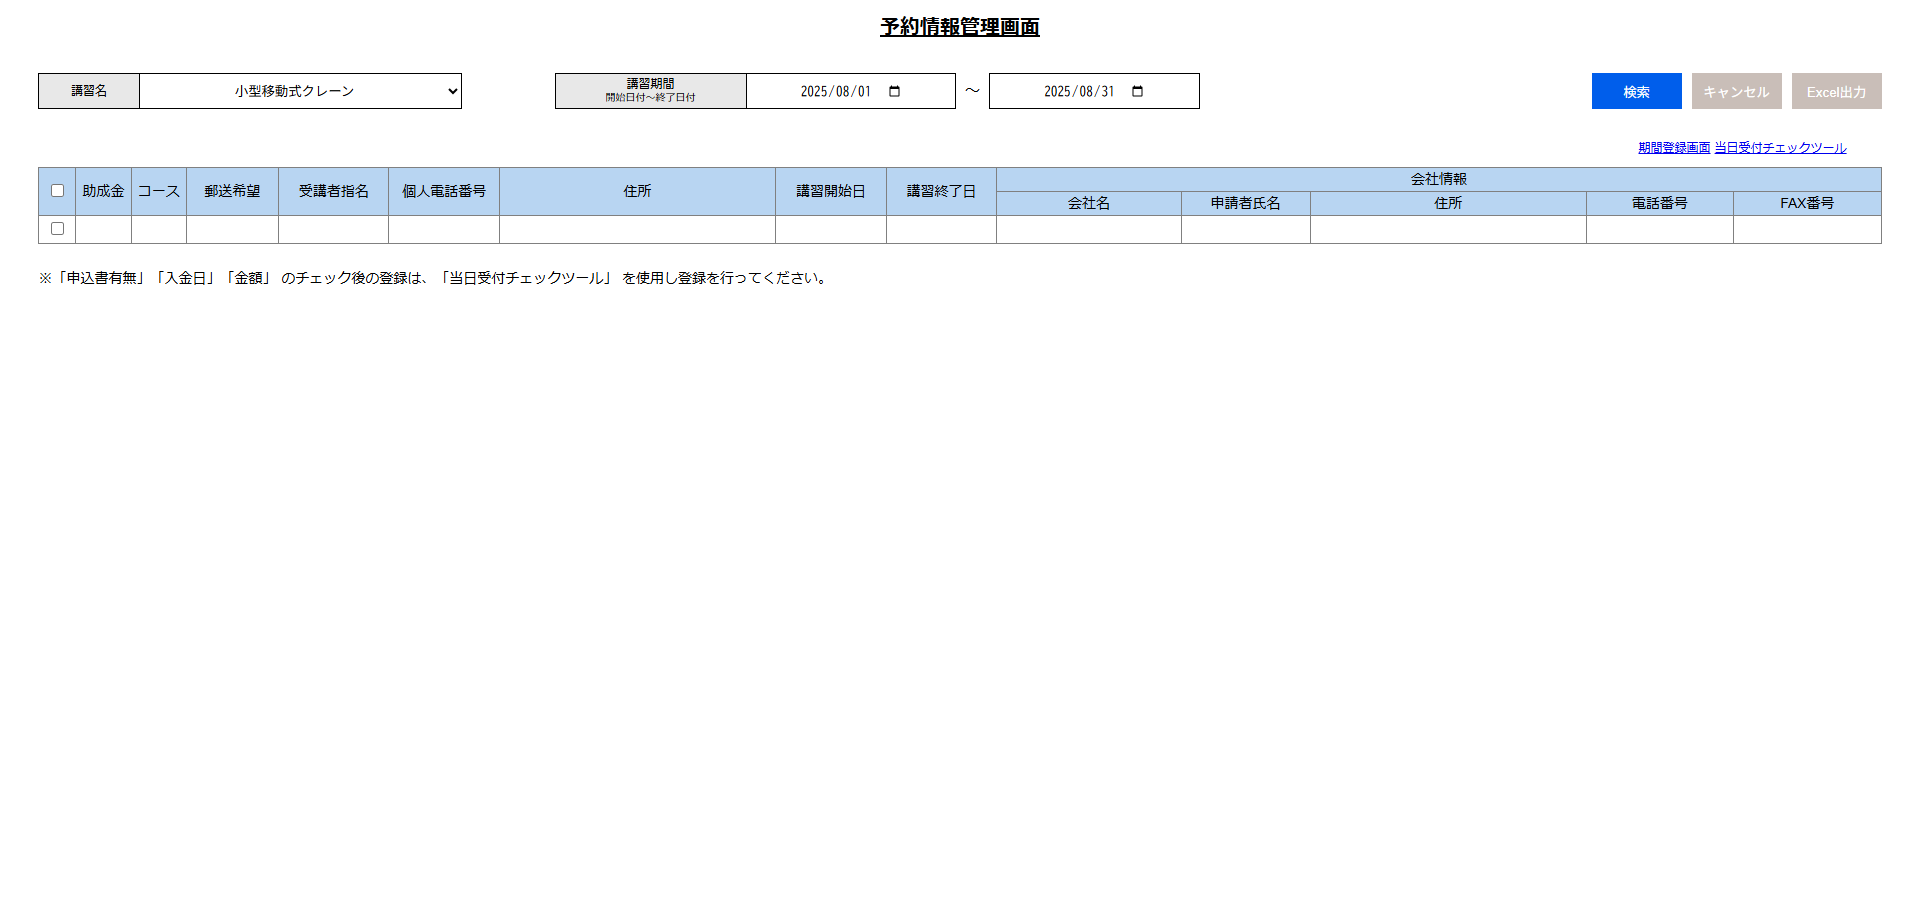 予約情報管理画面
講習名 小型移動式クレーン 講習期間 2025/08/01 ～ 2025/08/31 検索 キャンセル Excel出力
開始日付～終了日付
期間登録画面 当日受付チェックツール
助成金 コース 郵送希望 受講者指名 個人電話番号 住所 講習開始日 講習終了日 会社情報
会社名 申請者氏名 住所 電話番号 FAX番号
※「申込書有無」「入金日」「金額」 のチェック後の登録は、「当日受付チェックツール」 を使用し登録を行ってください。